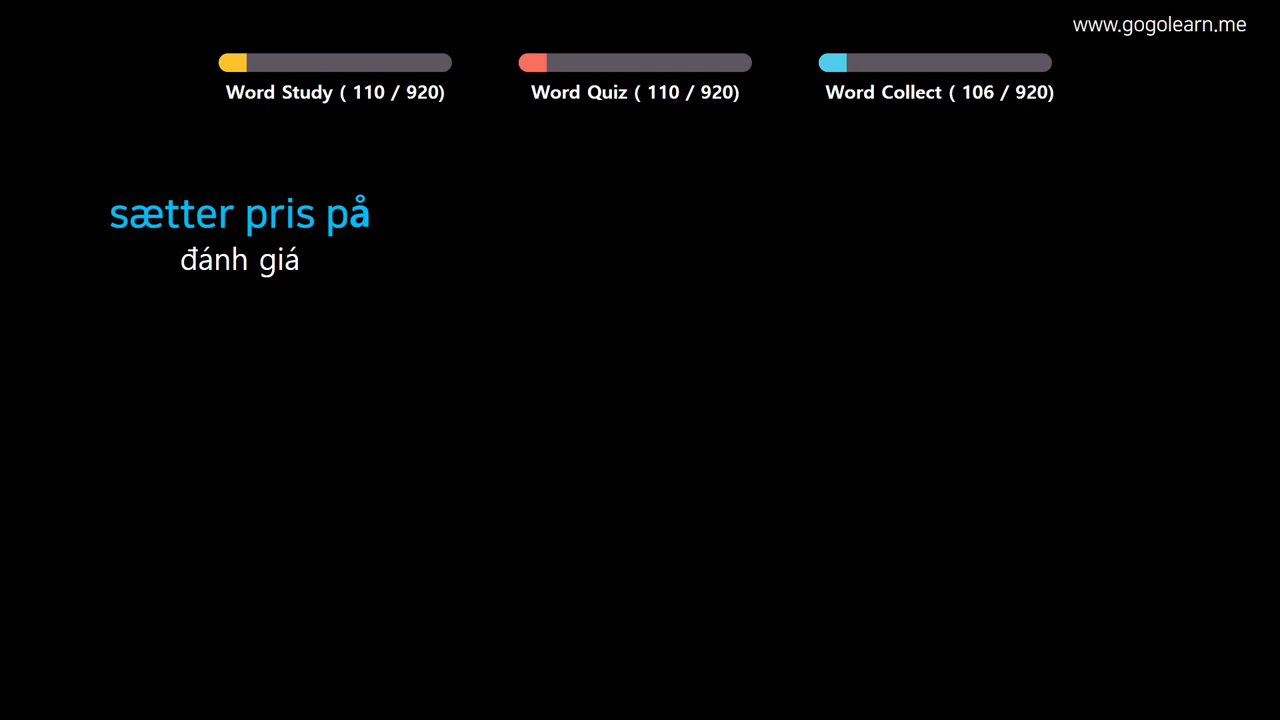 www.gogolearn.me
Word Study ( 110 / 920)
Word Quiz ( 110 / 920)
Word Collect ( 106 / 920)
sætter pris på
đánh giá